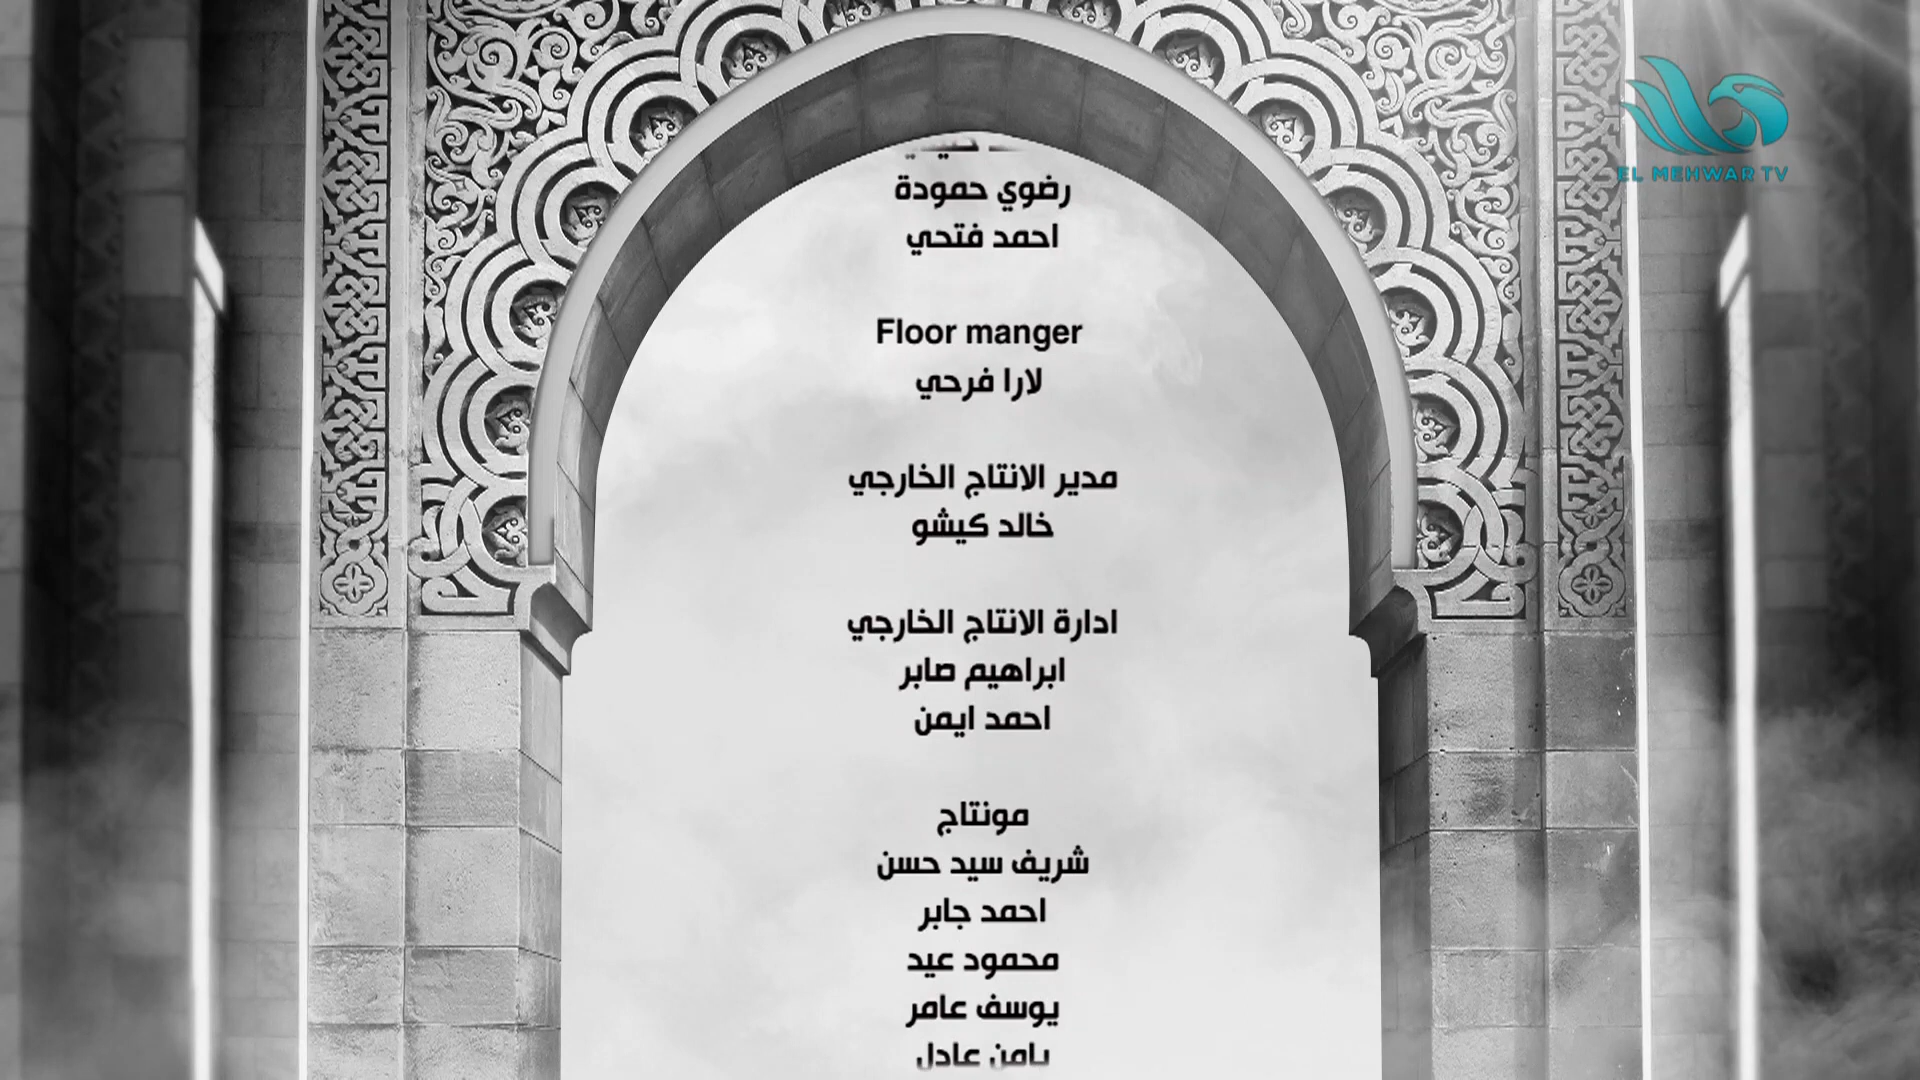 EL MEHWAR TV
رضوي حمودة
احمد فتحي
Floor manger
لارا فرحي
مدير الانتاج الخارجي
خالد كيشو
ادارة الانتاج الخارجي
ابراهيم صابر
احمد ايمن
مونتاج
شريف سيد حسن
احمد جابر
محمود عيد
يوسف عامر
عادل